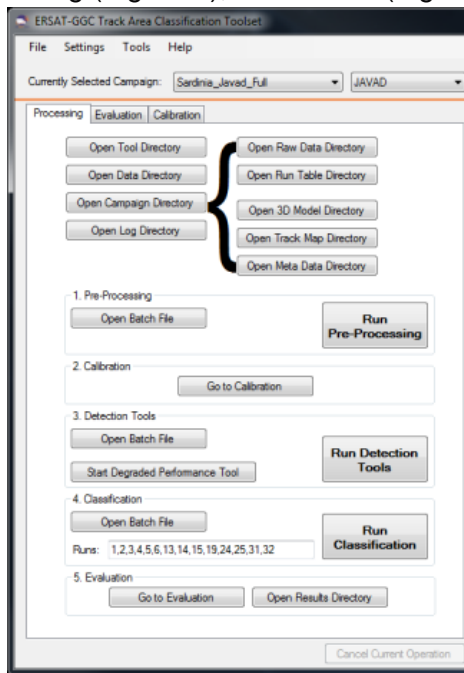 ERSAT-GGC Track Area Classification Toolset
File Settings Tools Help
Currently Selected Campaign: Sardinia_Javad_Full JAVAD
Processing Evaluation Calibration
Open Tool Directory Open Raw Data Directory
Open Data Directory Open Run Table Directory
Open Campaign Directory Open 3D Model Directory
Open Log Directory Open Track Map Directory
Open Meta Data Directory
1. Pre-Processing
Open Batch File Run Pre-Processing
2. Calibration
Go to Calibration
3. Detection Tools
Open Batch File Run Detection Tools
Start Degraded Performance Tool
4. Classification
Open Batch File Run Classification
Runs: 1,2,3,4,5,6,13,14,15,19,24,25,31,32
5. Evaluation
Go to Evaluation Open Results Directory
Cancel Current Operation